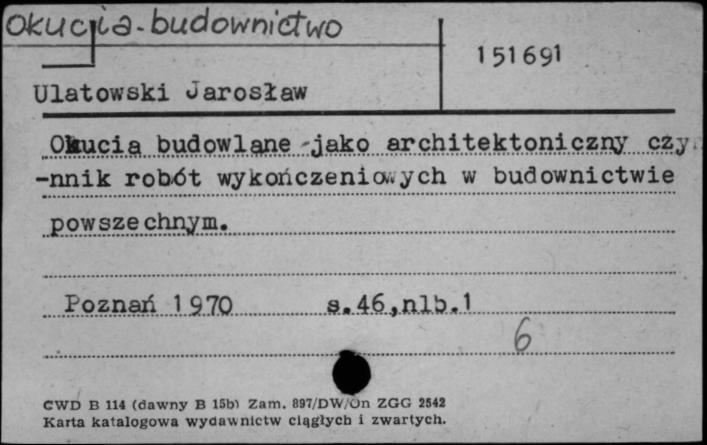 Okucia-budownictwo
151691
Ulatowski Jarosław
Okucia budowlane jako architektoniczny czy
-nnik robót wykończeniowych w budownictwie
powszechnym.
Poznań 1970 s.46,nlb.1
6
CWD B 114 (dawny B 15b) Zam. 897/DW/On ZGG 2542
Karta katalogowa wydawnictw ciągłych i zwartych.